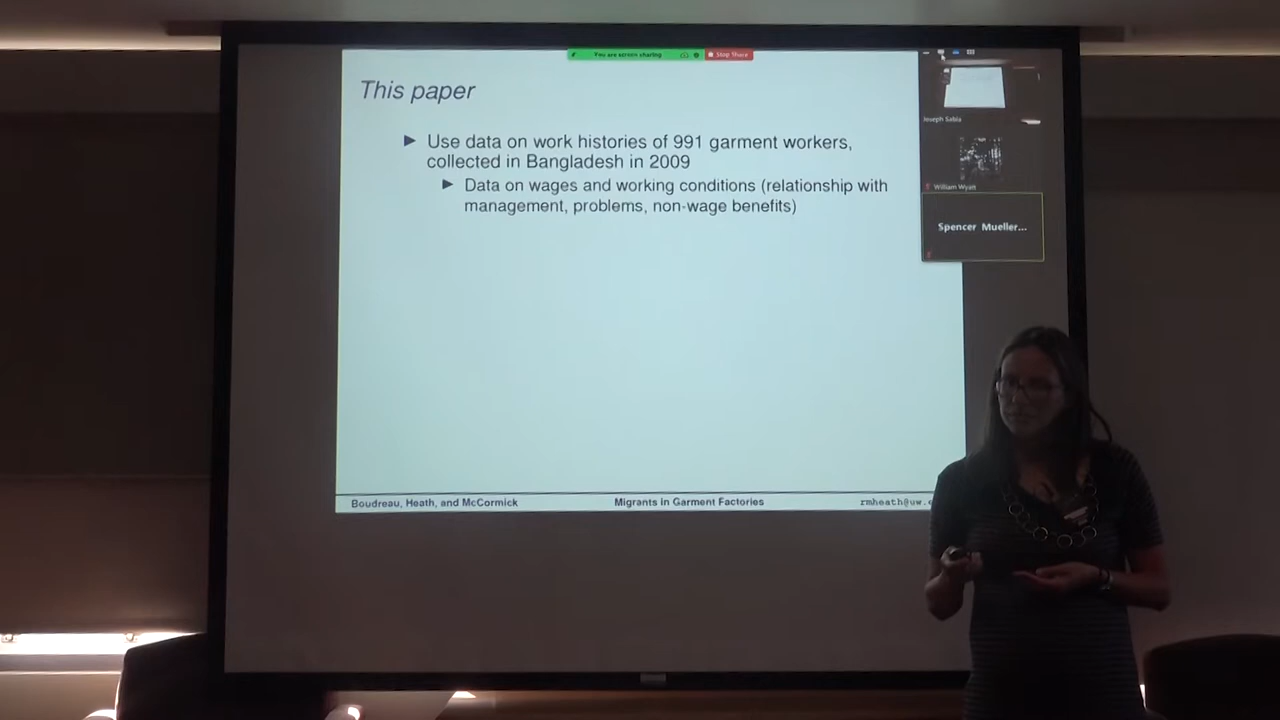 You are screen sharing
Stop Share
This paper
Use data on work histories of 991 garment workers,
collected in Bangladesh in 2009
Data on wages and working conditions (relationship with
management, problems, non-wage benefits)
Joseph Sabia
William Wyatt
Spencer Mueller...
Boudreau, Heath, and McCormick
Migrants in Garment Factories
rmheath@uw.